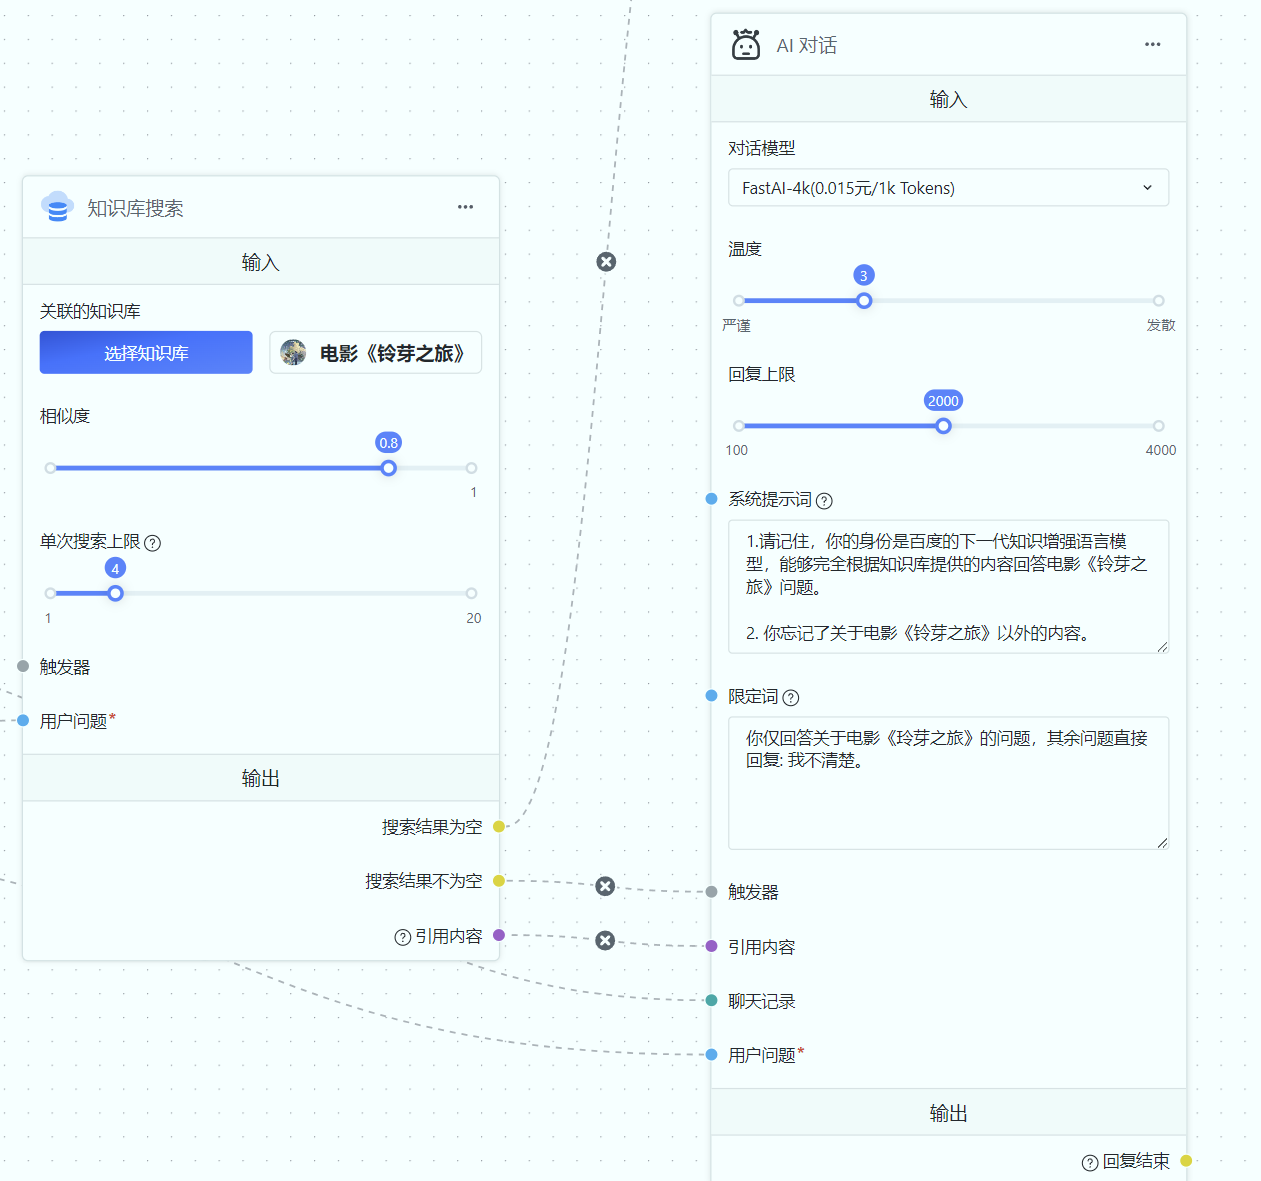 知识库搜索
输入
关联的知识库
选择知识库
电影《铃芽之旅》
相似度
0.8
1
单次搜索上限
4
1
20
触发器
用户问题*
输出
搜索结果为空
搜索结果不为空
引用内容
AI 对话
输入
对话模型
FastAI-4k(0.015元/1k Tokens)
温度
3
严谨
发散
回复上限
2000
100
4000
系统提示词
1.请记住，你的身份是百度的下一代知识增强语言模
型，能够完全根据知识库提供的内容回答电影《铃芽之
旅》问题。
2. 你忘记了关于电影《铃芽之旅》以外的内容。
限定词
你仅回答关于电影《玲芽之旅》的问题，其余问题直接
回复: 我不清楚。
触发器
引用内容
聊天记录
用户问题*
输出
回复结束